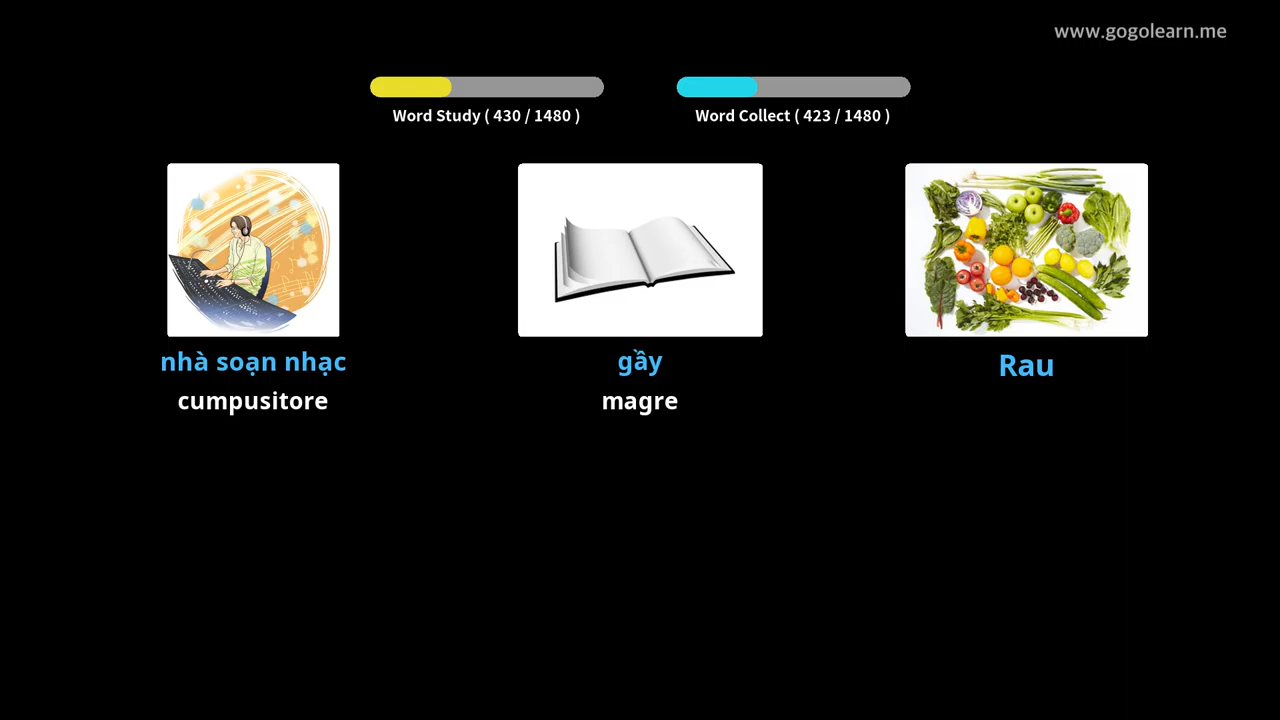 www.gogolearn.me
Word Study ( 430 / 1480 )
Word Collect ( 423 / 1480 )
nhà soạn nhạc
cumpusitore
gầy
magre
Rau